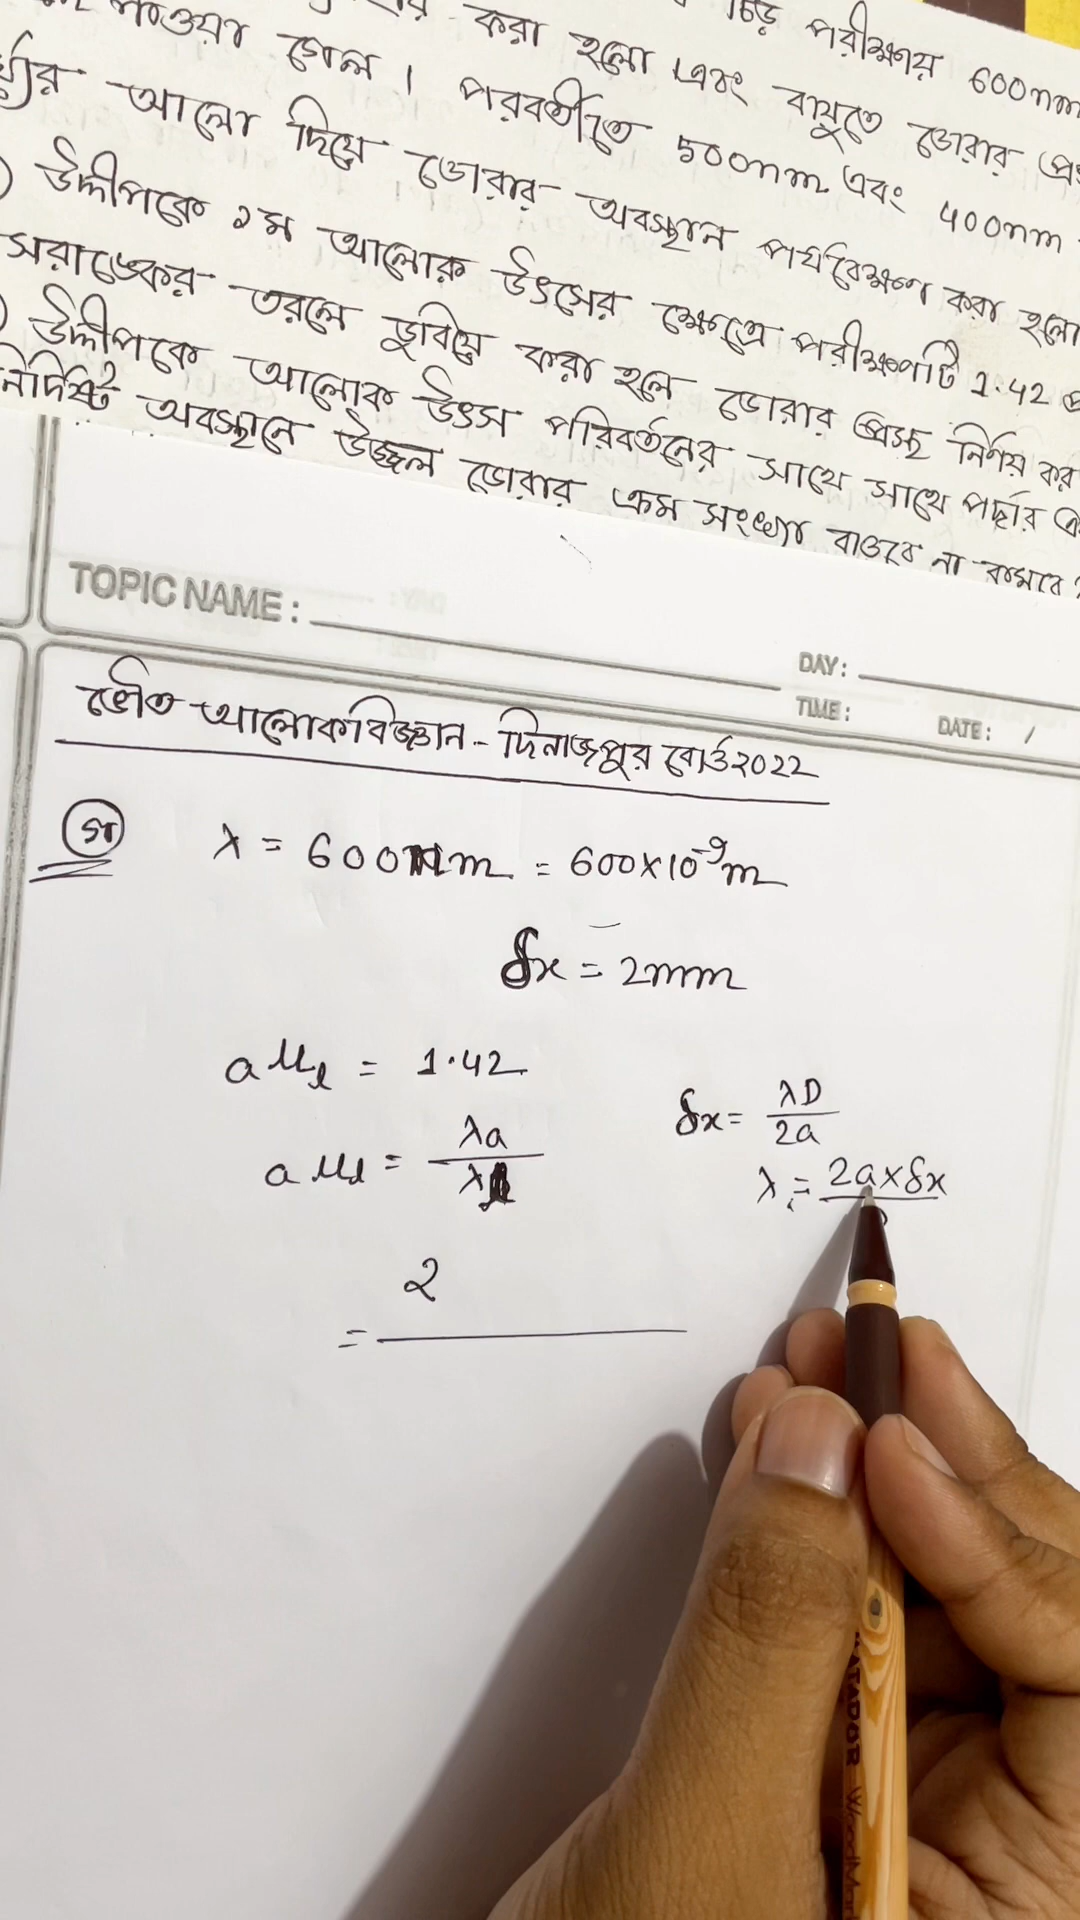 করা হলো এবং বায়ুতে ডোরার
পরীক্ষায় 600nm
পাওয়া গেল। পরবর্তীতে 500nm এবং 400nm
আলো দিয়ে ডোরার অবস্থান পর্যবেক্ষণ করা হলো
উদ্দীপকে ১ম আলোক উৎসের ক্ষেত্রে পরীক্ষণটি 1.42
তরলে ডুবিয়ে করা হলে ডোরার প্রস্থ নির্ণয় কর
উদ্দীপকে আলোক উৎস পরিবর্তনের সাথে সাথে পর্দার
অবস্থানে উজ্জ্বল ডোরার ক্রম সংখ্যা বাড়বে না কমবে?
TOPIC NAME :
DAY :
TIME :
DATE : /
ভৌত আলোকবিজ্ঞান - দিনাজপুর বোর্ড ২০২২
গ λ = 600nm = 600×10⁻⁹m
δx = 2mm
aμl = 1.42
aμl = λa/λl
δx = λD/2a
λ = 2a×δx/D
= 2
MATADOR